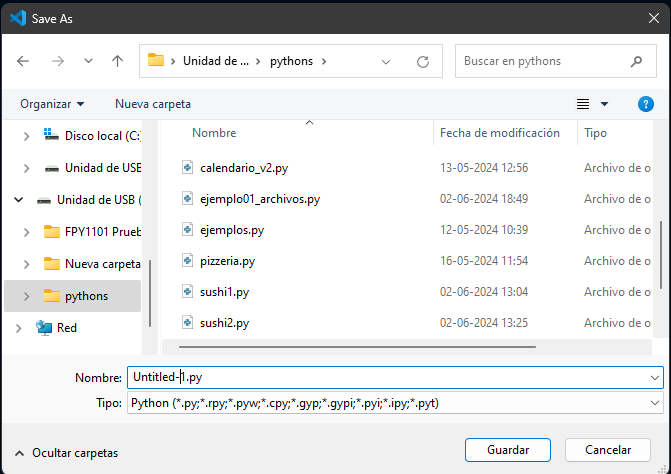 Save As
Unidad de ... > pythons >
Buscar en pythons
Organizar
Nueva carpeta
Disco local (C:)
Unidad de USB
Unidad de USB (
FPY1101 Prueb
Nueva carpeta
pythons
Red
Nombre Fecha de modificación Tipo
calendario_v2.py 13-05-2024 12:56 Archivo de o
ejemplo01_archivos.py 02-06-2024 18:49 Archivo de o
ejemplos.py 12-05-2024 10:39 Archivo de o
pizzeria.py 16-05-2024 11:54 Archivo de o
sushi1.py 02-06-2024 13:04 Archivo de o
sushi2.py 02-06-2024 13:25 Archivo de o
Nombre: Untitled-1.py
Tipo: Python (*.py;*.rpy;*.pyw;*.cpy;*.gyp;*.gypi;*.pyi;*.ipy;*.pyt)
Ocultar carpetas
Guardar
Cancelar